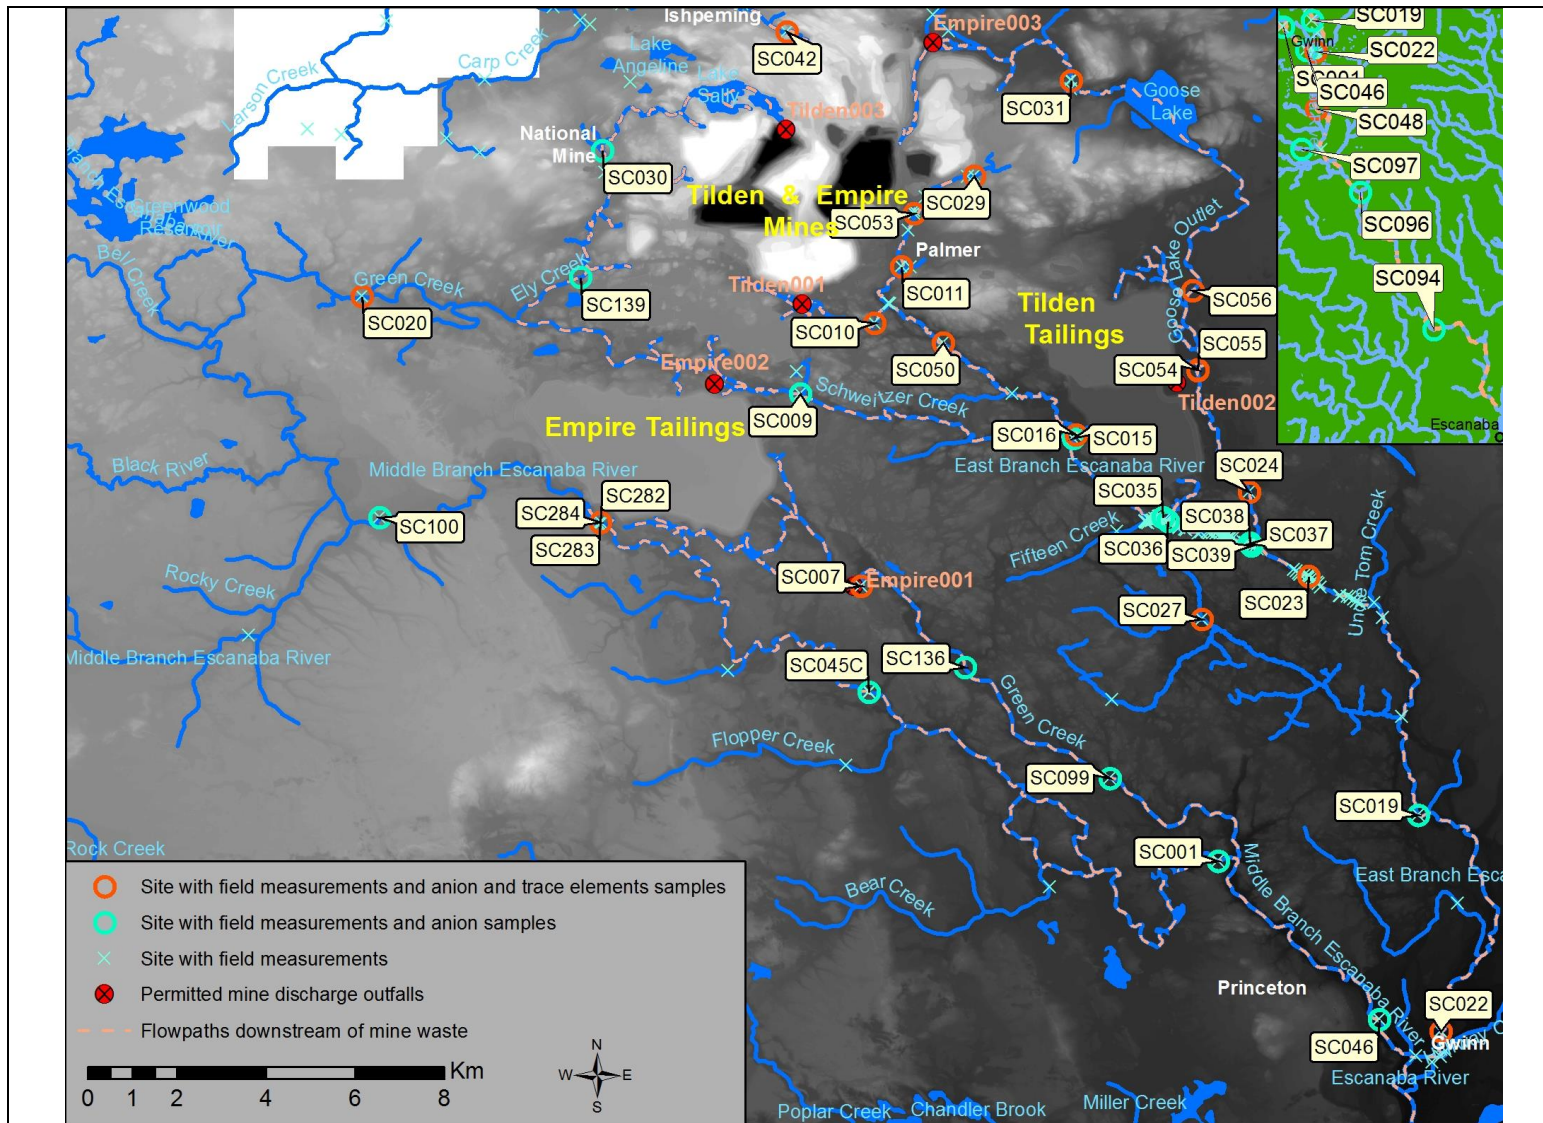 Ishpeming
Empire003
SC042
Carp Creek
Larson Creek
Lake
Angeline
Lake
Sally
Tilden003
SC031
Goose
Lake
National
Mine
SC030
Tilden & Empire
Mines
SC029
SC053
Palmer
Greenwood
Reservoir
Bell Creek
Green Creek
Ely Creek
SC020
SC139
Tilden001
SC011
SC010
SC050
Tilden
Tailings
Goose Lake Outlet
SC056
SC055
SC054
Tilden002
Empire002
SC009
Schweitzer Creek
Empire Tailings
SC016
SC015
East Branch Escanaba River
Black River
Middle Branch Escanaba River
SC100
SC282
SC284
SC283
SC024
SC035
SC038
SC037
SC036
SC039
Fifteen Creek
Uncle Tom Creek
Rocky Creek
SC007
Empire001
SC023
SC027
Middle Branch Escanaba River
SC045C
SC136
Green Creek
Flopper Creek
SC099
SC019
SC001
Rock Creek
Bear Creek
East Branch Esca
Middle Branch Escanaba River
Princeton
SC022
SC046
Gwinn
Escanaba River
Poplar Creek
Chandler Brook
Miller Creek
Site with field measurements and anion and trace elements samples
Site with field measurements and anion samples
Site with field measurements
Permitted mine discharge outfalls
Flowpaths downstream of mine waste
Km
0 1 2 4 6 8
N
W E
S
SC019
Gwinn
SC022
SC001
SC046
SC048
SC097
SC096
SC094
Escanaba